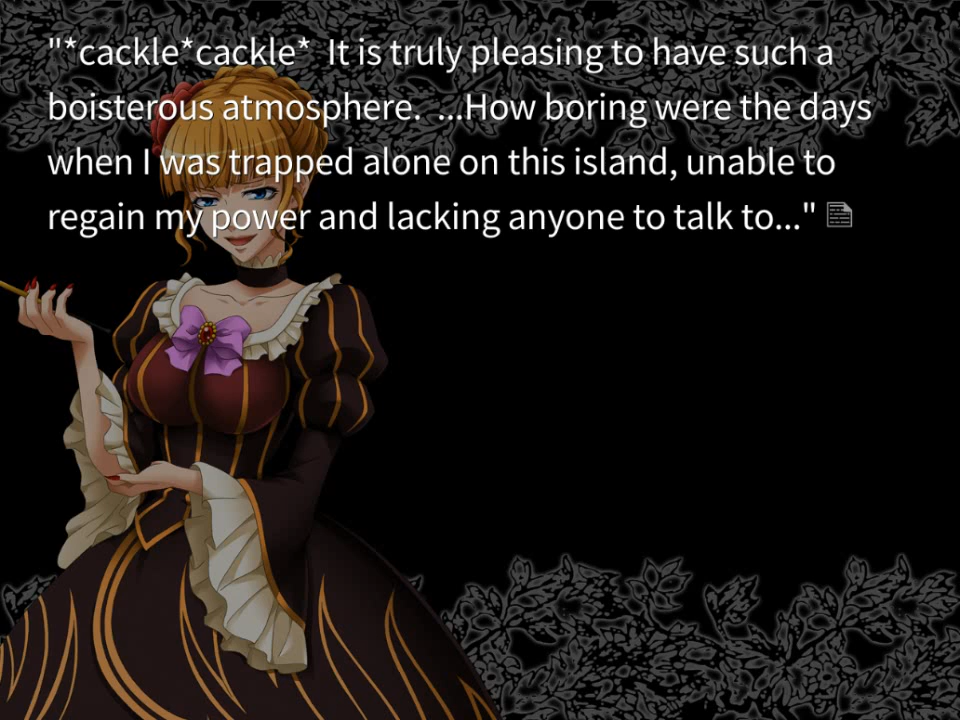 "*cackle*cackle*  It is truly pleasing to have such a
boisterous atmosphere.  ...How boring were the days
when I was trapped alone on this island, unable to
regain my power and lacking anyone to talk to..."